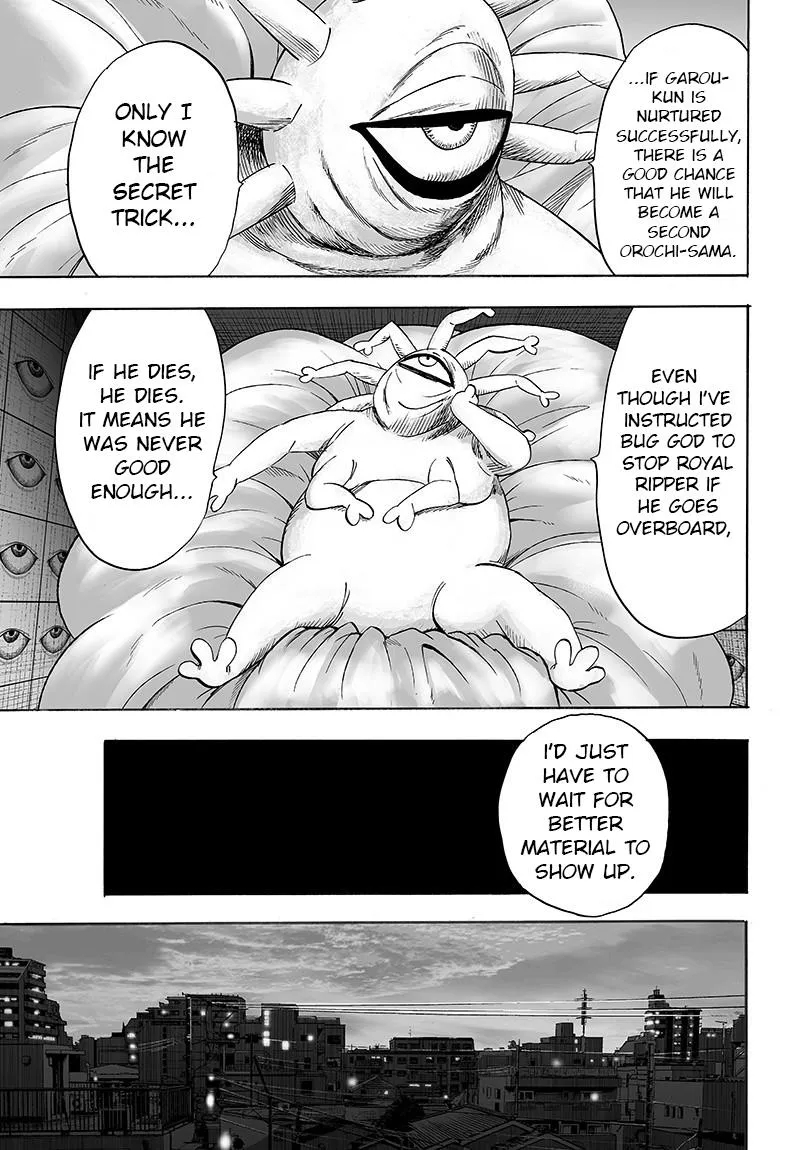 ...IF GAROU-
KUN IS
NURTURED
SUCCESSFULLY,
THERE IS A
GOOD CHANCE
THAT HE WILL
BECOME A
SECOND
OROCHI-SAMA.
ONLY I
KNOW
THE
SECRET
TRICK...
EVEN
THOUGH I'VE
INSTRUCTED
BUG GOD TO
STOP ROYAL
RIPPER IF
HE GOES
OVERBOARD,
IF HE DIES,
HE DIES.
IT MEANS HE
WAS NEVER
GOOD
ENOUGH...
I'D JUST
HAVE TO
WAIT FOR
BETTER
MATERIAL TO
SHOW UP.